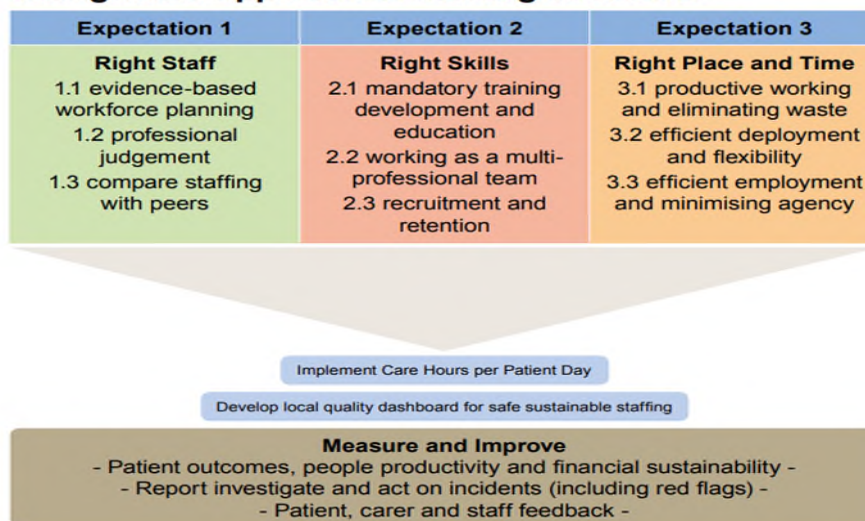 Expectation 1
Right Staff
1.1 evidence-based
workforce planning
1.2 professional
judgement
1.3 compare staffing
with peers
Expectation 2
Right Skills
2.1 mandatory training
development and
education
2.2 working as a multi-
professional team
2.3 recruitment and
retention
Expectation 3
Right Place and Time
3.1 productive working
and eliminating waste
3.2 efficient deployment
and flexibility
3.3 efficient employment
and minimising agency
Implement Care Hours per Patient Day
Develop local quality dashboard for safe sustainable staffing
Measure and Improve
- Patient outcomes, people productivity and financial sustainability -
- Report investigate and act on incidents (including red flags) -
- Patient, carer and staff feedback -